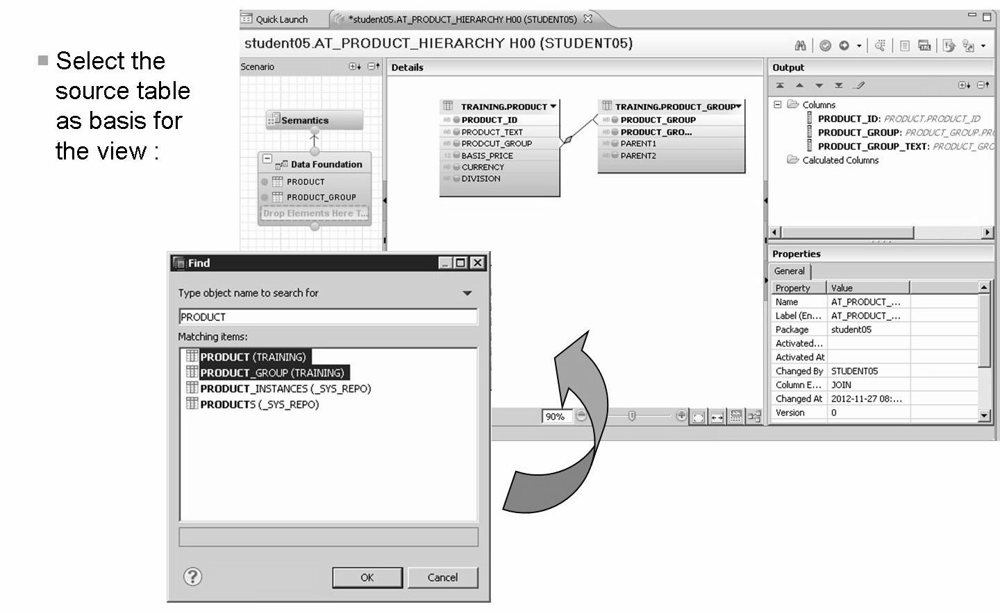 Select the
source table
as basis for
the view :
Quick Launch
*student05.AT_PRODUCT_HIERARCHY H00 (STUDENT05)
student05.AT_PRODUCT_HIERARCHY H00 (STUDENT05)
Scenario
Semantics
Data Foundation
PRODUCT
PRODUCT_GROUP
Drop Elements Here T...
Details
TRAINING.PRODUCT
PRODUCT_ID
PRODUCT_TEXT
PRODCUT_GROUP
12 BASIS_PRICE
CURRENCY
DIVISION
TRAINING.PRODUCT_GROUP
PRODUCT_GROUP
PRODUCT_GRO...
PARENT1
PARENT2
90%
Output
Columns
PRODUCT_ID: PRODUCT.PRODUCT_ID
PRODUCT_GROUP: PRODUCT_GROUP.PRO
PRODUCT_GROUP_TEXT: PRODUCT_GRO
Calculated Columns
Properties
General
Property Value
Name AT_PRODUCT_...
Label (En... AT_PRODUCT_...
Package student05
Activated...
Activated At
Changed By STUDENT05
Column E... JOIN
Changed At 2012-11-27 08:...
Version 0
Find
Type object name to search for
PRODUCT
Matching items:
PRODUCT (TRAINING)
PRODUCT_GROUP (TRAINING)
PRODUCT_INSTANCES (_SYS_REPO)
PRODUCTS (_SYS_REPO)
?
OK
Cancel